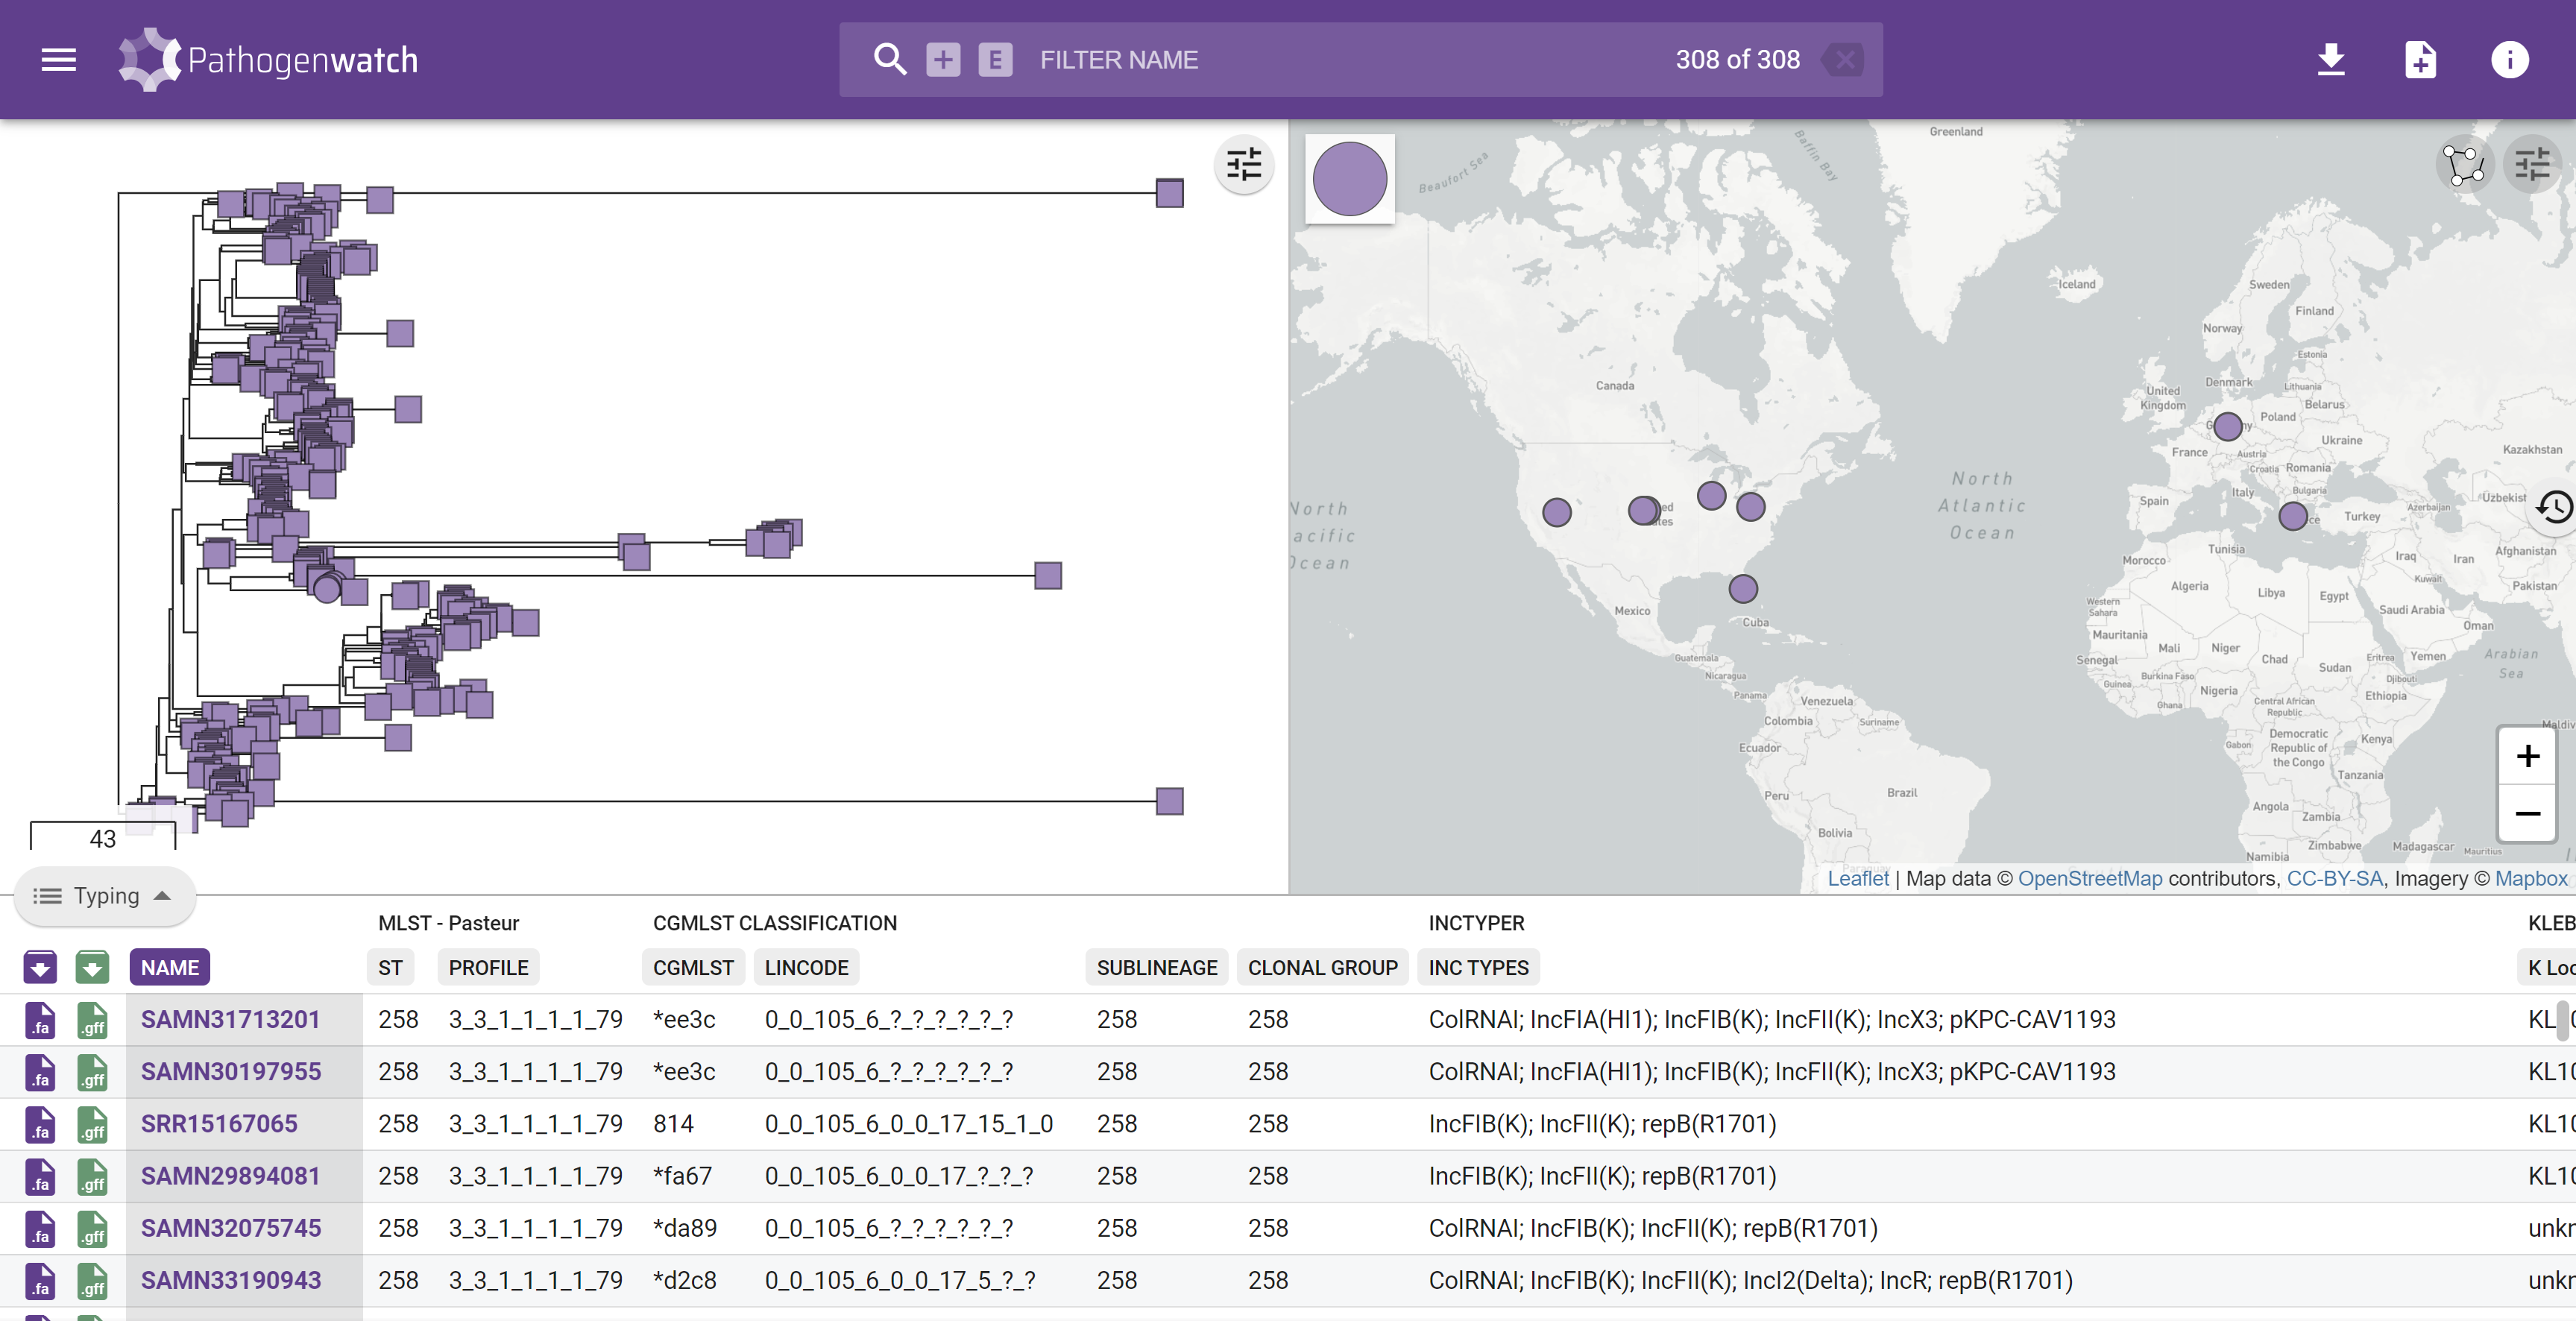 Pathogenwatch
+ E FILTER NAME 308 of 308
i
Greenland
Baffin Bay
Beaufort Sea
Iceland
Sweden
Finland
Norway
Estonia
Canada
Denmark
Lithuania
United
Kingdom
Belarus
Poland
Ukraine
Kazakhstan
France
Austria
Croatia
Romania
North
Atlantic
Ocean
Spain
Italy
Bulgaria
Azerbaijan
Turkey
Tunisia
Morocco
Iraq
Iran
Afghanistan
Kuwait
Pakistan
Algeria
Libya
Egypt
Western
Sahara
Saudi Arabia
Mexico
Cuba
Oman
Mauritania
Mali
Niger
Chad
Sudan
Eritrea
Yemen
Arabian
Sea
Guatemala
Senegal
Nicaragua
Burkina Faso
Djibouti
Guinea
Nigeria
Ethiopia
Panama
Venezuela
Ghana
Central African
Republic
Colombia
Suriname
Democratic
Republic of
the Congo
Gabon
Kenya
Ecuador
Tanzania
Peru
Brazil
Angola
Zambia
Bolivia
Zimbabwe
Madagascar
Mauritius
Namibia
Paraguay
+
−
43
Leaflet | Map data © OpenStreetMap contributors, CC-BY-SA, Imagery © Mapbox
Typing
MLST - Pasteur CGMLST CLASSIFICATION INCTYPER KLEB
NAME ST PROFILE CGMLST LINCODE SUBLINEAGE CLONAL GROUP INC TYPES K Loc
.fa .gff SAMN31713201 258 3_3_1_1_1_1_79 *ee3c 0_0_105_6_?_?_?_?_?_? 258 258 ColRNAI; IncFIA(HI1); IncFIB(K); IncFII(K); IncX3; pKPC-CAV1193 KL
.fa .gff SAMN30197955 258 3_3_1_1_1_1_79 *ee3c 0_0_105_6_?_?_?_?_?_? 258 258 ColRNAI; IncFIA(HI1); IncFIB(K); IncFII(K); IncX3; pKPC-CAV1193 KL10
.fa .gff SRR15167065 258 3_3_1_1_1_1_79 814 0_0_105_6_0_0_17_15_1_0 258 258 IncFIB(K); IncFII(K); repB(R1701) KL10
.fa .gff SAMN29894081 258 3_3_1_1_1_1_79 *fa67 0_0_105_6_0_0_17_?_?_? 258 258 IncFIB(K); IncFII(K); repB(R1701) KL10
.fa .gff SAMN32075745 258 3_3_1_1_1_1_79 *da89 0_0_105_6_?_?_?_?_?_? 258 258 ColRNAI; IncFIB(K); IncFII(K); repB(R1701) unkn
.fa .gff SAMN33190943 258 3_3_1_1_1_1_79 *d2c8 0_0_105_6_0_0_17_5_?_? 258 258 ColRNAI; IncFIB(K); IncFII(K); IncI2(Delta); IncR; repB(R1701) unkn